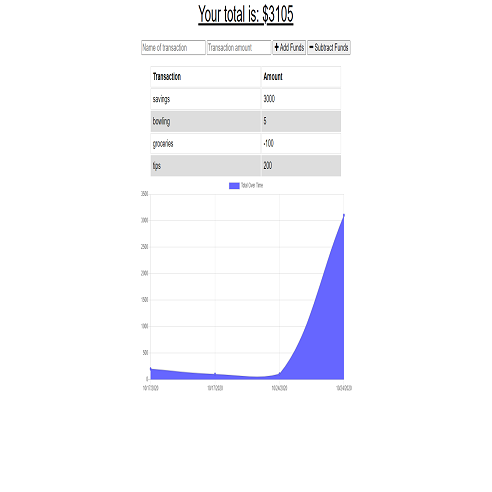 Your total is: $3105
Name of transaction Transaction amount + Add Funds - Subtract Funds
Transaction Amount
savings 3000
bowling 5
groceries -100
tips 200
Total Over Time
3500
3000
2500
2000
1500
1000
500
0
10/17/2020 10/17/2020 10/24/2020 10/24/2020